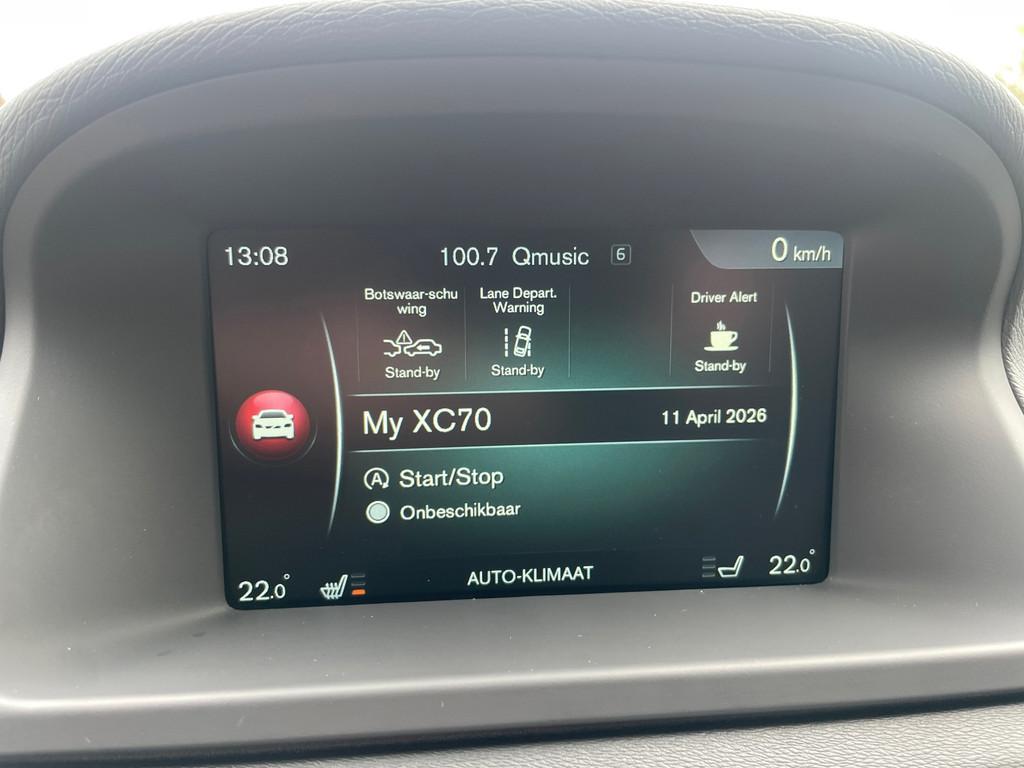 13:08 100.7 Qmusic 6 0 km/h
Botswaar-schu
wing
Stand-by
Lane Depart.
Warning
Stand-by
Driver Alert
Stand-by
My XC70 11 April 2026
A Start/Stop
Onbeschikbaar
22.0° AUTO-KLIMAAT 22.0°